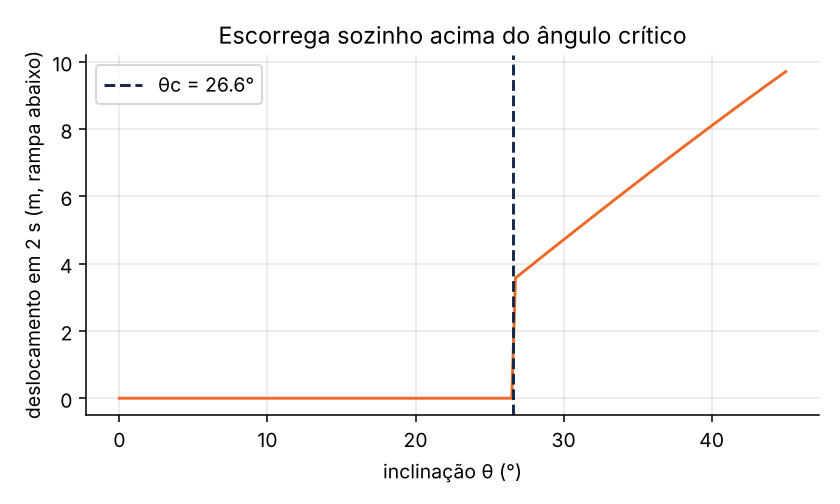 Escorrega sozinho acima do ângulo crítico
θc = 26.6°
deslocamento em 2 s (m, rampa abaixo)
10
8
6
4
2
0
0 10 20 30 40
inclinação θ (°)